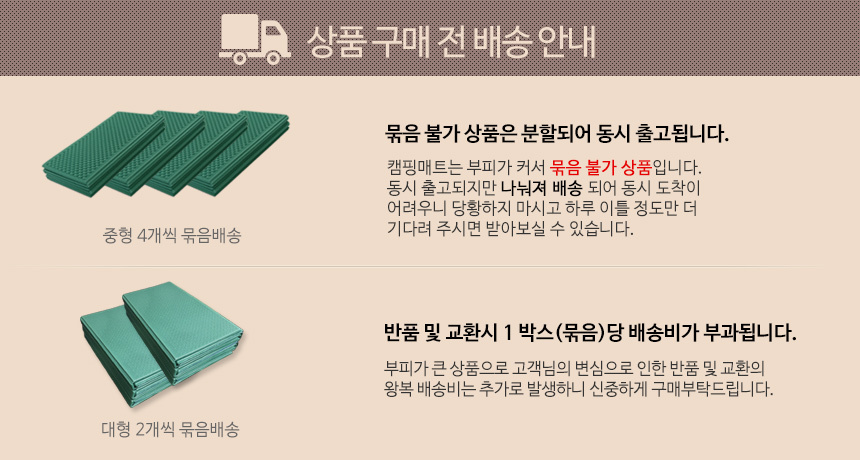 상품 구매 전 배송 안내
묶음 불가 상품은 분할되어 동시 출고됩니다.
캠핑매트는 부피가 커서 묶음 불가 상품입니다.
동시 출고되지만 나눠져 배송 되어 동시 도착이
어려우니 당황하지 마시고 하루 이틀 정도만 더
기다려 주시면 받아보실 수 있습니다.
중형 4개씩 묶음배송
반품 및 교환시 1 박스(묶음)당 배송비가 부과됩니다.
부피가 큰 상품으로 고객님의 변심으로 인한 반품 및 교환의
왕복 배송비는 추가로 발생하니 신중하게 구매부탁드립니다.
대형 2개씩 묶음배송